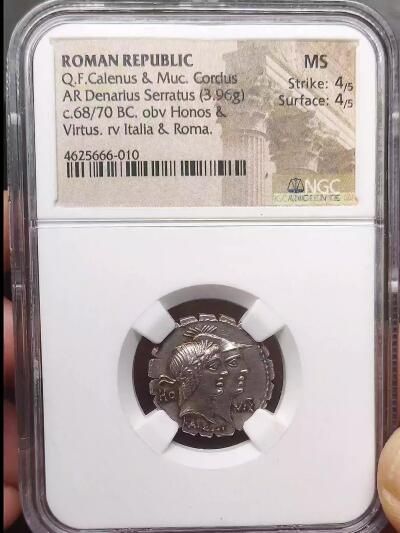 ROMAN REPUBLIC
MS
Q.F.Calenus & Muc. Cordus
Strike: 4/5
AR Denarius Serratus (3.96g)
Surface: 4/5
c.68/70 BC. obv Honos &
Virtus. rv Italia & Roma.
4625666-010
NGC
ANCIENTS
HO